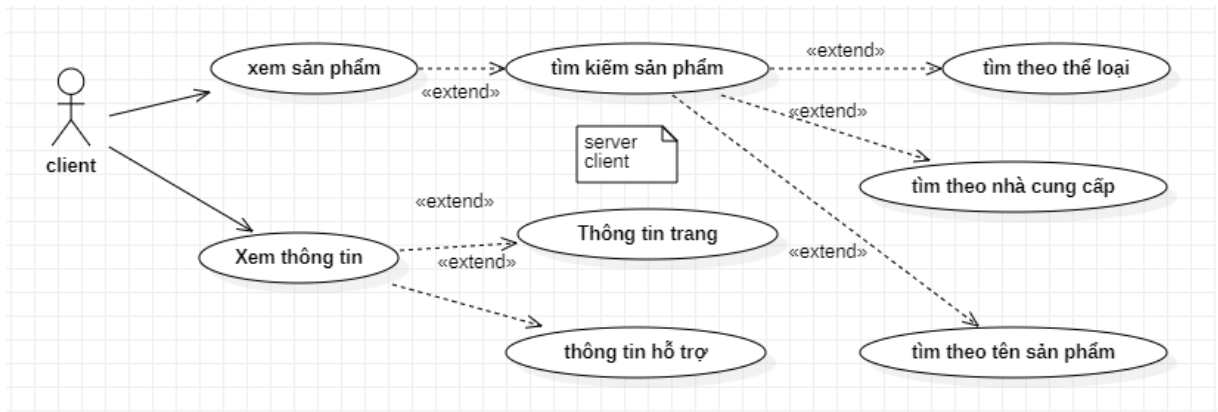 xem sản phẩm
«extend»
tìm kiếm sản phẩm
«extend»
tìm theo thể loại
client
«extend»
server
client
tìm theo nhà cung cấp
«extend»
Xem thông tin
«extend»
Thông tin trang
«extend»
«extend»
thông tin hỗ trợ
tìm theo tên sản phẩm